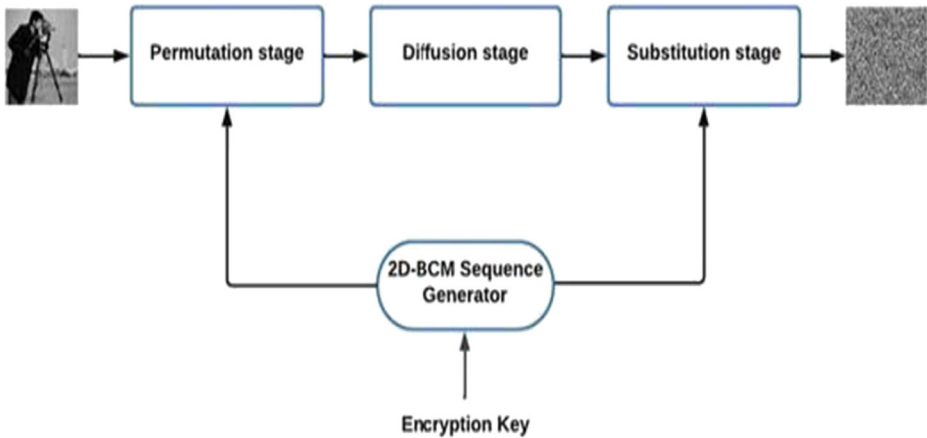 Permutation stage
Diffusion stage
Substitution stage
2D-BCM Sequence
Generator
Encryption Key